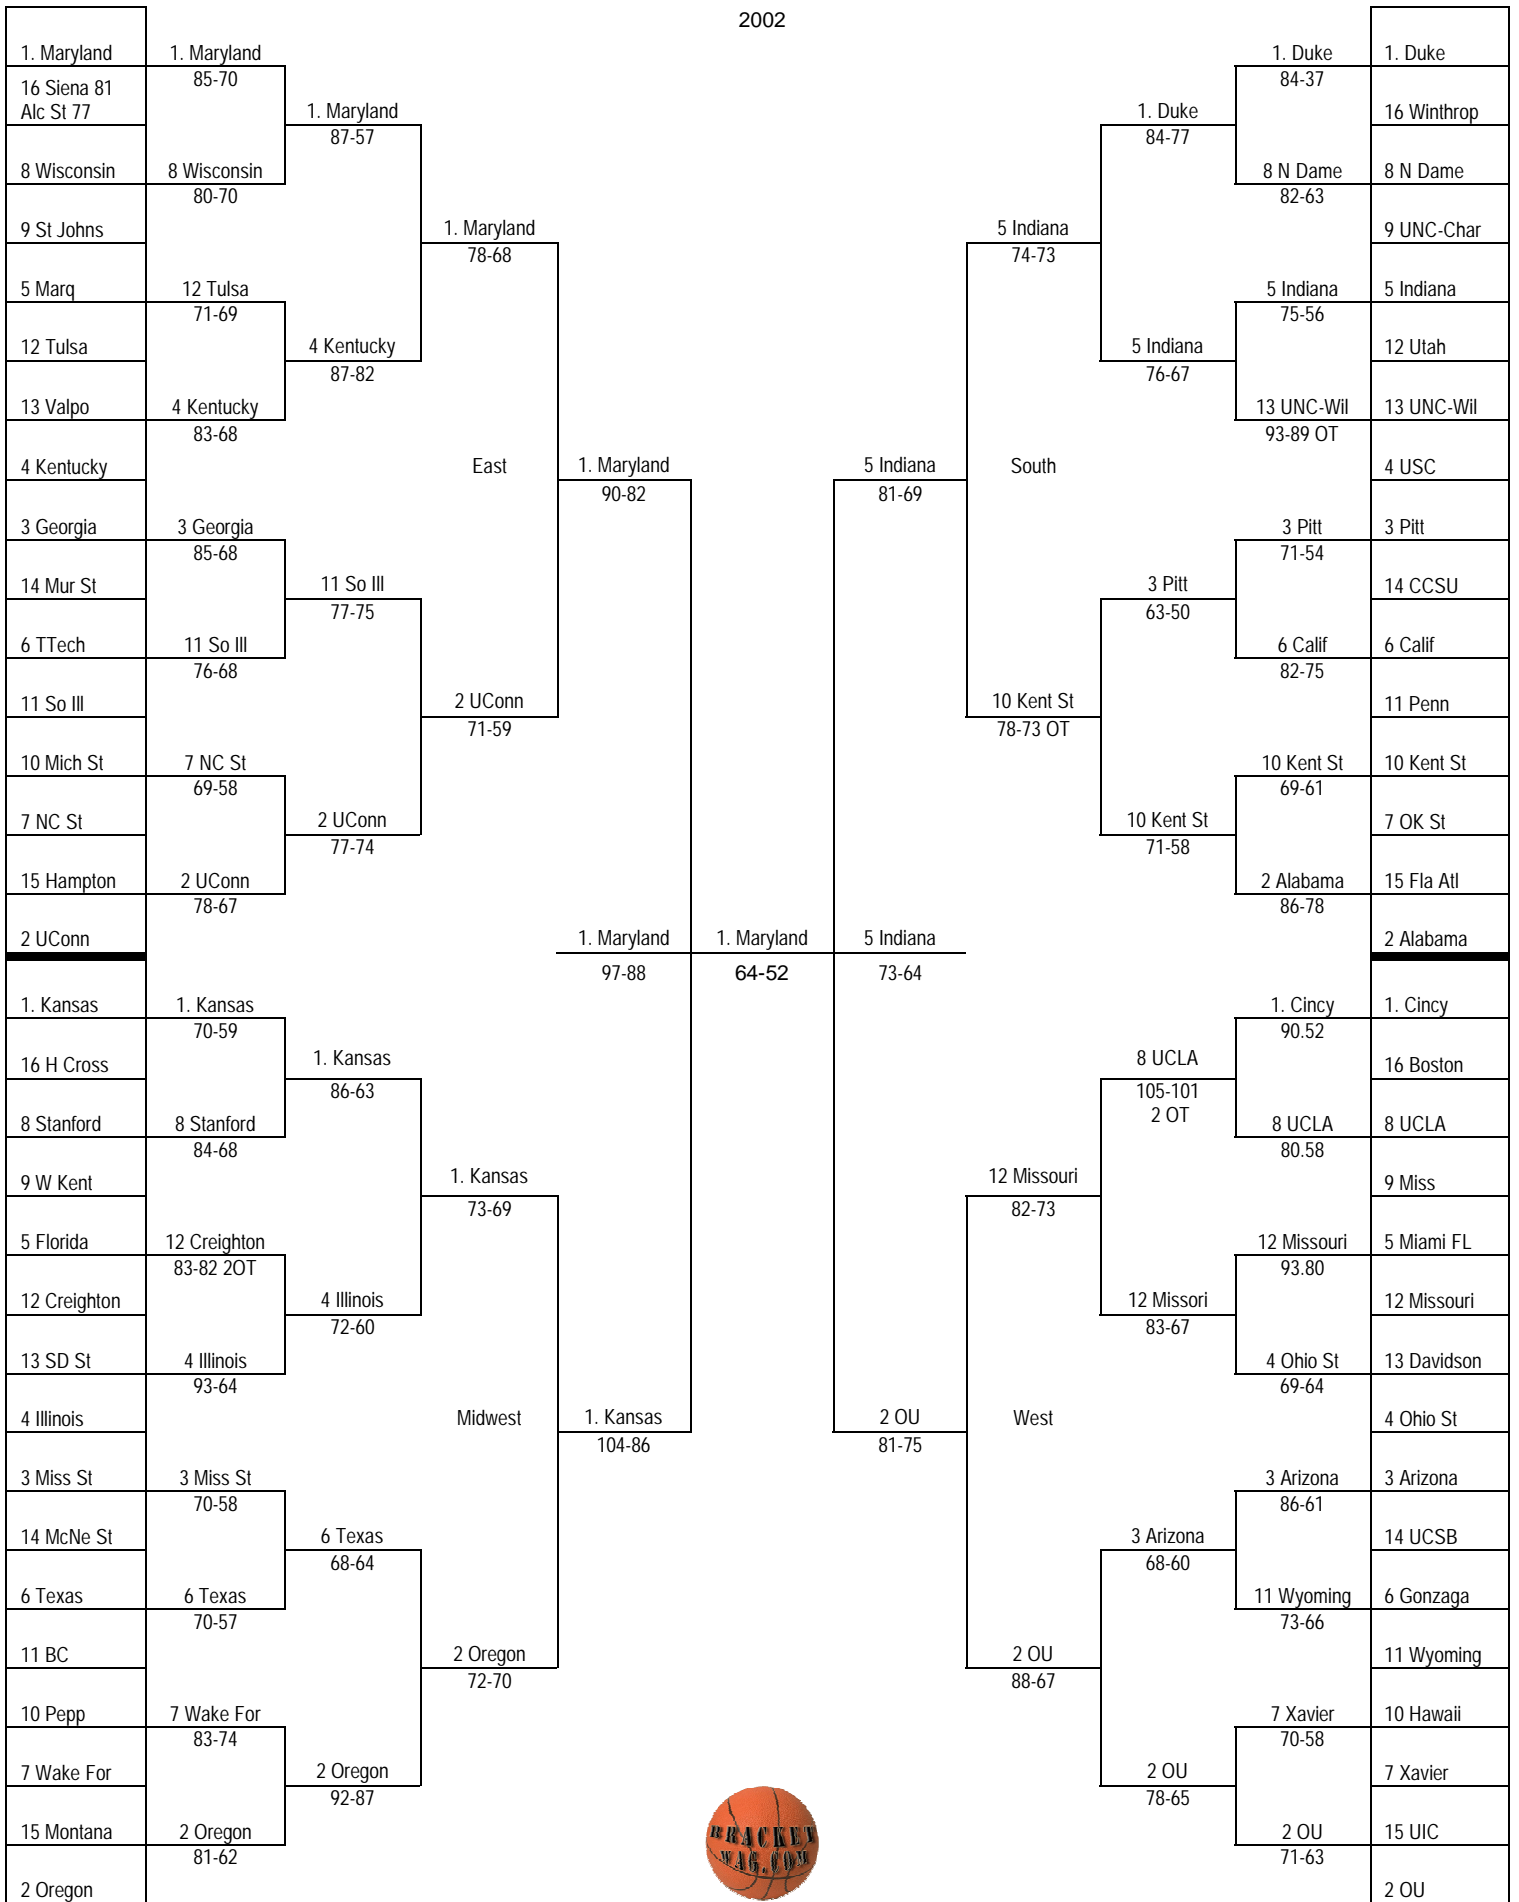 2002
1. Maryland
16 Siena 81
Alc St 77
8 Wisconsin
9 St Johns
5 Marq
12 Tulsa
13 Valpo
4 Kentucky
3 Georgia
14 Mur St
6 TTech
11 So Ill
10 Mich St
7 NC St
15 Hampton
2 UConn
1. Kansas
16 H Cross
8 Stanford
9 W Kent
5 Florida
12 Creighton
13 SD St
4 Illinois
3 Miss St
14 McNe St
6 Texas
11 BC
10 Pepp
7 Wake For
15 Montana
2 Oregon
1. Maryland
85-70
8 Wisconsin
80-70
12 Tulsa
71-69
4 Kentucky
83-68
3 Georgia
85-68
11 So Ill
76-68
7 NC St
69-58
2 UConn
78-67
1. Kansas
70-59
8 Stanford
84-68
12 Creighton
83-82 2OT
4 Illinois
93-64
3 Miss St
70-58
6 Texas
70-57
7 Wake For
83-74
2 Oregon
81-62
1. Maryland
87-57
4 Kentucky
87-82
11 So Ill
77-75
2 UConn
77-74
1. Kansas
86-63
4 Illinois
72-60
6 Texas
68-64
2 Oregon
92-87
1. Maryland
78-68
East
2 UConn
71-59
1. Kansas
73-69
Midwest
2 Oregon
72-70
1. Maryland
90-82
1. Maryland
97-88
1. Kansas
104-86
1. Maryland
64-52
BRACKET
WAG.COM
5 Indiana
81-69
5 Indiana
73-64
2 OU
81-75
5 Indiana
74-73
South
10 Kent St
78-73 OT
12 Missouri
82-73
West
2 OU
88-67
1. Duke
84-77
5 Indiana
76-67
3 Pitt
63-50
10 Kent St
71-58
8 UCLA
105-101
2 OT
12 Missori
83-67
3 Arizona
68-60
2 OU
78-65
1. Duke
84-37
8 N Dame
82-63
5 Indiana
75-56
13 UNC-Wil
93-89 OT
3 Pitt
71-54
6 Calif
82-75
10 Kent St
69-61
2 Alabama
86-78
1. Cincy
90.52
8 UCLA
80.58
12 Missouri
93.80
4 Ohio St
69-64
3 Arizona
86-61
11 Wyoming
73-66
7 Xavier
70-58
2 OU
71-63
1. Duke
16 Winthrop
8 N Dame
9 UNC-Char
5 Indiana
12 Utah
13 UNC-Wil
4 USC
3 Pitt
14 CCSU
6 Calif
11 Penn
10 Kent St
7 OK St
15 Fla Atl
2 Alabama
1. Cincy
16 Boston
8 UCLA
9 Miss
5 Miami FL
12 Missouri
13 Davidson
4 Ohio St
3 Arizona
14 UCSB
6 Gonzaga
11 Wyoming
10 Hawaii
7 Xavier
15 UIC
2 OU